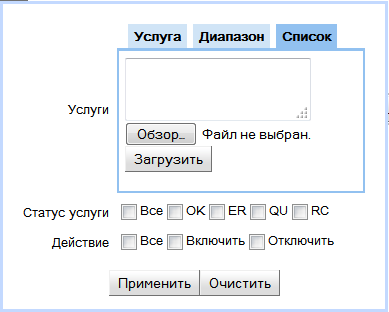 Услуга Диапазон Список
Услуги
Обзор_ Файл не выбран.
Загрузить
Статус услуги Все OK ER QU RC
Действие Все Включить Отключить
Применить Очистить